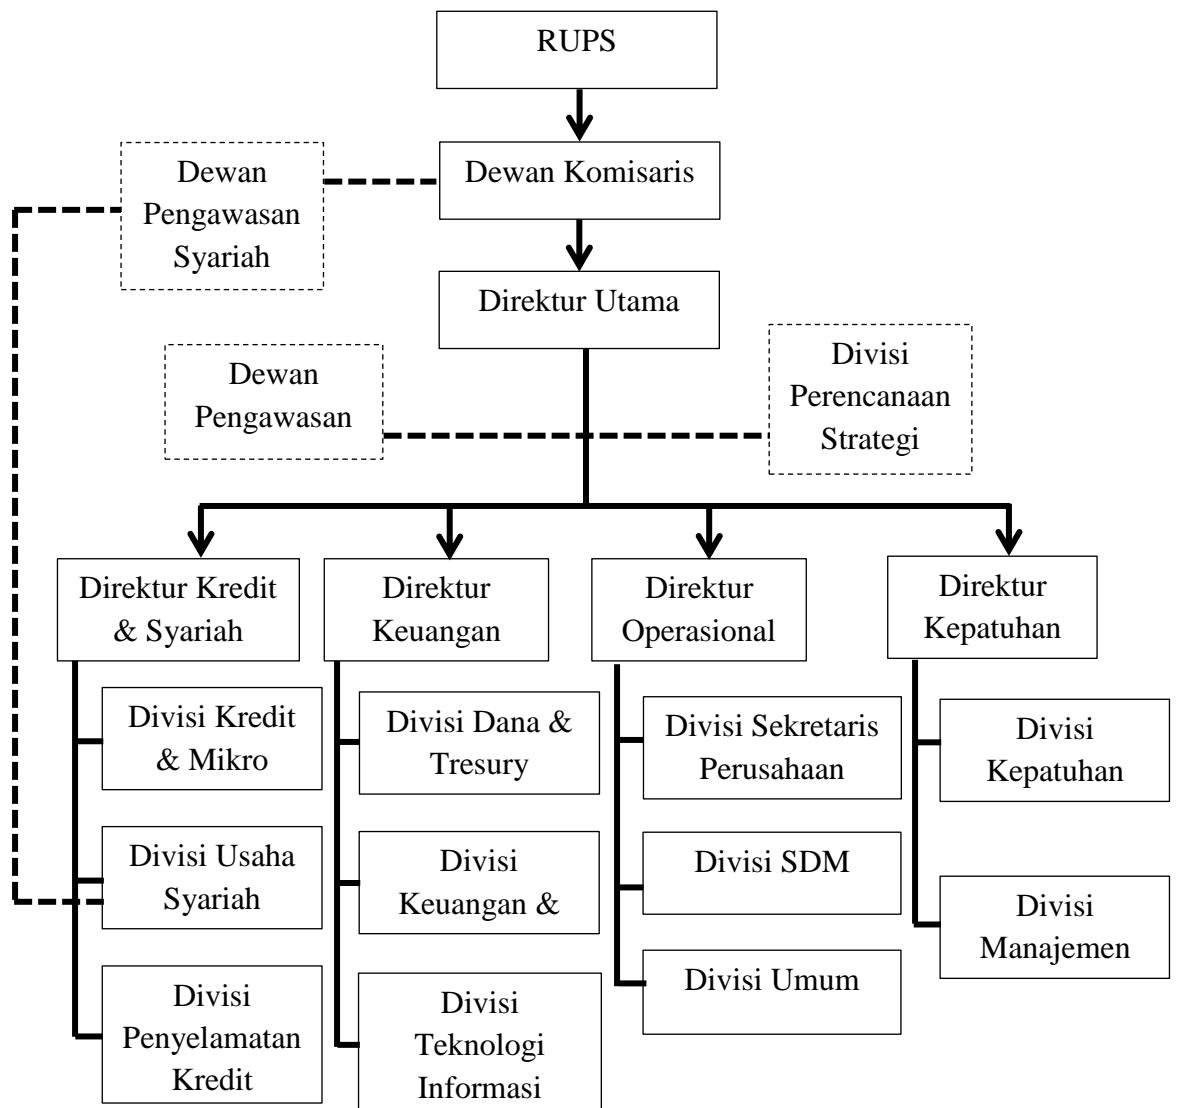 RUPS
Dewan Komisaris
Dewan
Pengawasan
Syariah
Direktur Utama
Dewan
Pengawasan
Divisi
Perencanaan
Strategi
Direktur Kredit
& Syariah
Direktur
Keuangan
Direktur
Operasional
Direktur
Kepatuhan
Divisi Kredit
& Mikro
Divisi Usaha
Syariah
Divisi
Penyelamatan
Kredit
Divisi Dana &
Tresury
Divisi
Keuangan &
Divisi
Teknologi
Informasi
Divisi Sekretaris
Perusahaan
Divisi SDM
Divisi Umum
Divisi
Kepatuhan
Divisi
Manajemen